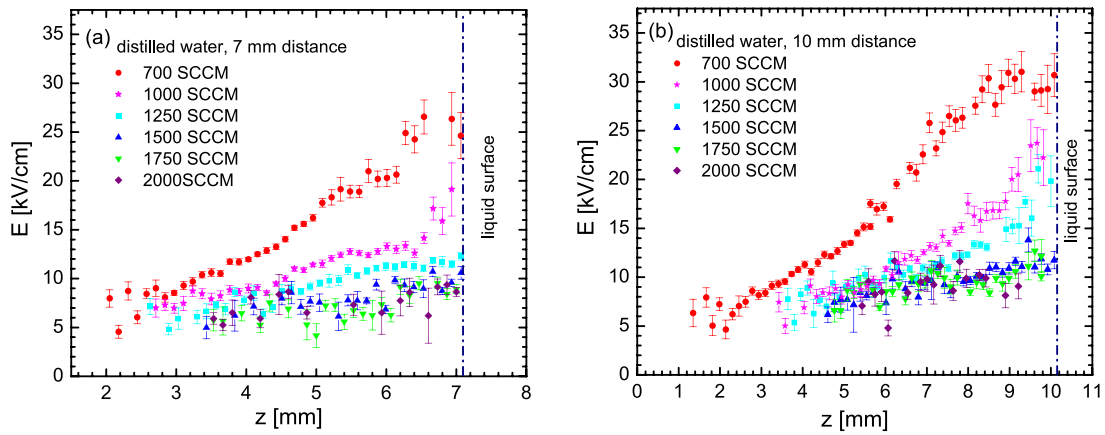 (a)
distilled water, 7 mm distance
700 SCCM
1000 SCCM
1250 SCCM
1500 SCCM
1750 SCCM
2000SCCM
liquid surface
E [kV/cm]
35
30
25
20
15
10
5
0
2 3 4 5 6 7 8
z [mm]
(b)
distilled water, 10 mm distance
700 SCCM
1000 SCCM
1250 SCCM
1500 SCCM
1750 SCCM
2000 SCCM
liquid surface
E [kV/cm]
35
30
25
20
15
10
5
0
0 1 2 3 4 5 6 7 8 9 10 11
z [mm]